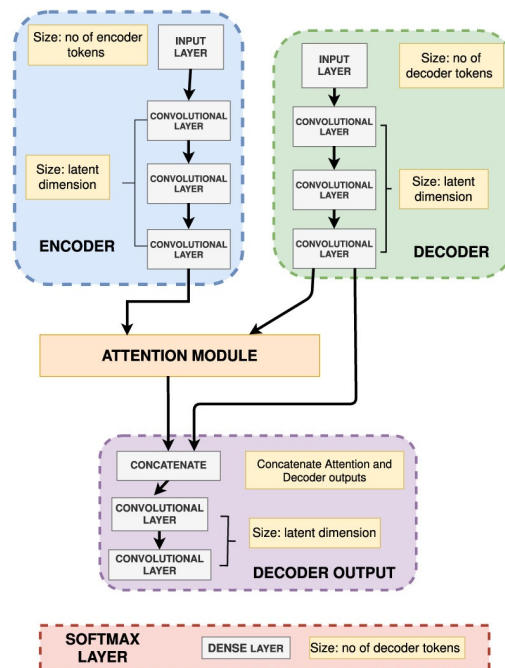 Size: no of encoder
tokens
INPUT
LAYER
CONVOLUTIONAL
LAYER
Size: latent
dimension
CONVOLUTIONAL
LAYER
ENCODER
CONVOLUTIONAL
LAYER
INPUT
LAYER
Size: no of
decoder tokens
CONVOLUTIONAL
LAYER
CONVOLUTIONAL
LAYER
Size: latent
dimension
CONVOLUTIONAL
LAYER
DECODER
ATTENTION MODULE
CONCATENATE
Concatenate Attention and
Decoder outputs
CONVOLUTIONAL
LAYER
Size: latent dimension
CONVOLUTIONAL
LAYER
DECODER OUTPUT
SOFTMAX
LAYER
DENSE LAYER
Size: no of decoder tokens